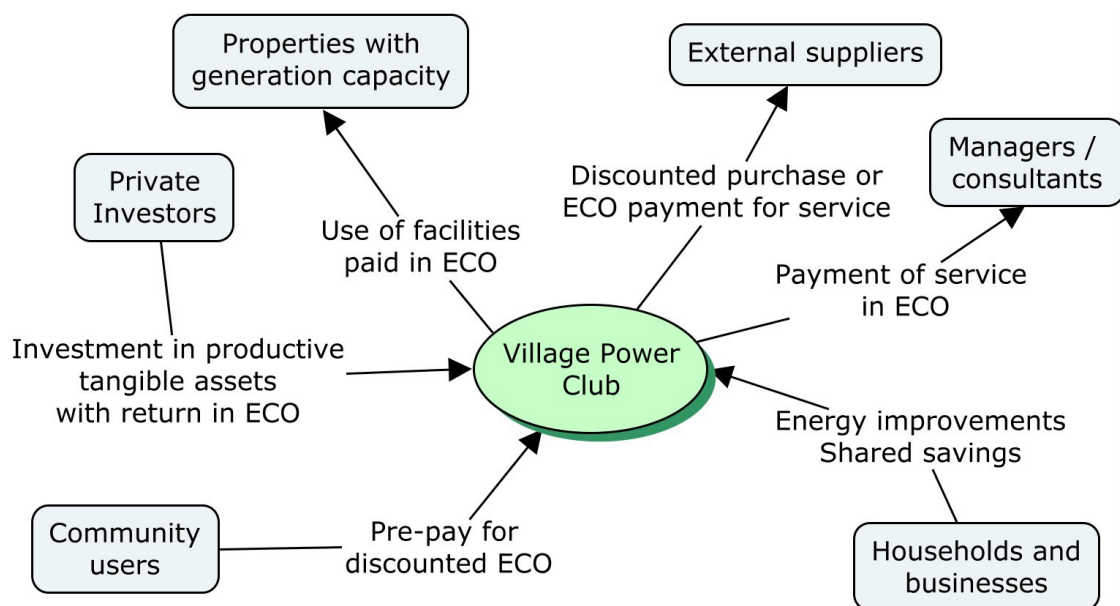 Properties with
generation capacity
External suppliers
Managers /
consultants
Private
Investors
Discounted purchase or
ECO payment for service
Use of facilities
paid in ECO
Payment of service
in ECO
Investment in productive
tangible assets
with return in ECO
Village Power
Club
Energy improvements
Shared savings
Community
users
Pre-pay for
discounted ECO
Households and
businesses